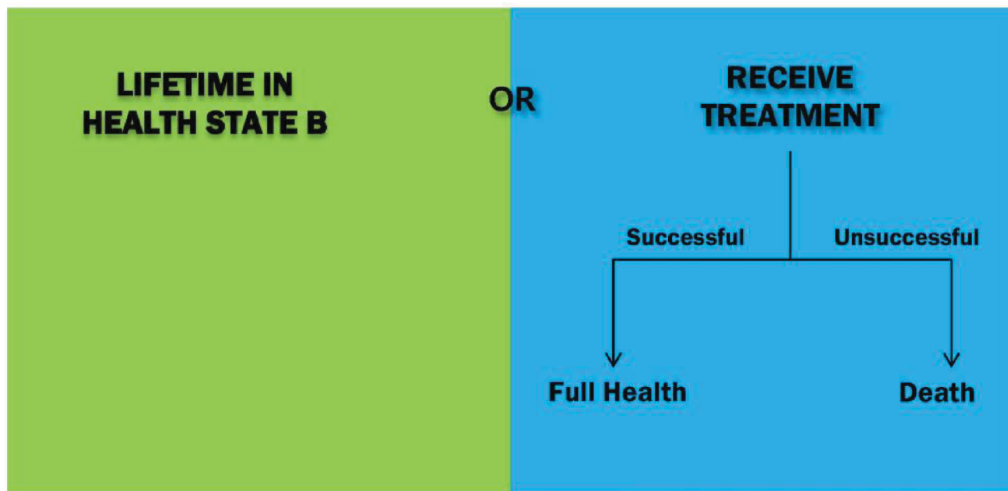 LIFETIME IN
HEALTH STATE B
OR
RECEIVE
TREATMENT
Successful
Unsuccessful
Full Health
Death